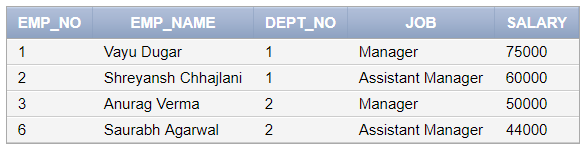 EMP_NO EMP_NAME DEPT_NO JOB SALARY
1 Vayu Dugar 1 Manager 75000
2 Shreyansh Chhajlani 1 Assistant Manager 60000
3 Anurag Verma 2 Manager 50000
6 Saurabh Agarwal 2 Assistant Manager 44000